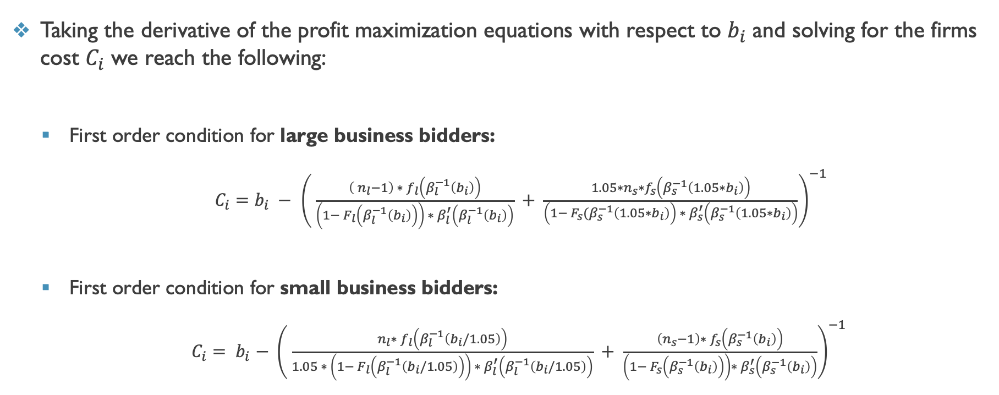 ❖ Taking the derivative of the profit maximization equations with respect to $b_i$ and solving for the firms
cost $C_i$ we reach the following:
▪ First order condition for large business bidders:
$C_i = b_i - \left( \frac{(n_l-1)*f_l\left(\beta_l^{-1}(b_i)\right)}{\left(1-F_l\left(\beta_l^{-1}(b_i)\right)\right)*\beta_l'\left(\beta_l^{-1}(b_i)\right)} + \frac{1.05*n_s*f_s\left(\beta_s^{-1}(1.05*b_i)\right)}{\left(1-F_s(\beta_s^{-1}(1.05*b_i)\right)*\beta_s'\left(\beta_s^{-1}(1.05*b_i)\right)} \right)^{-1}$
▪ First order condition for small business bidders:
$C_i = b_i - \left( \frac{n_l*f_l\left(\beta_l^{-1}(b_i/1.05)\right)}{1.05*\left(1-F_l\left(\beta_l^{-1}(b_i/1.05)\right)\right)*\beta_l'\left(\beta_l^{-1}(b_i/1.05)\right)} + \frac{(n_s-1)*f_s\left(\beta_s^{-1}(b_i)\right)}{\left(1-F_s\left(\beta_s^{-1}(b_i)\right)\right)*\beta_s'\left(\beta_s^{-1}(b_i)\right)} \right)^{-1}$